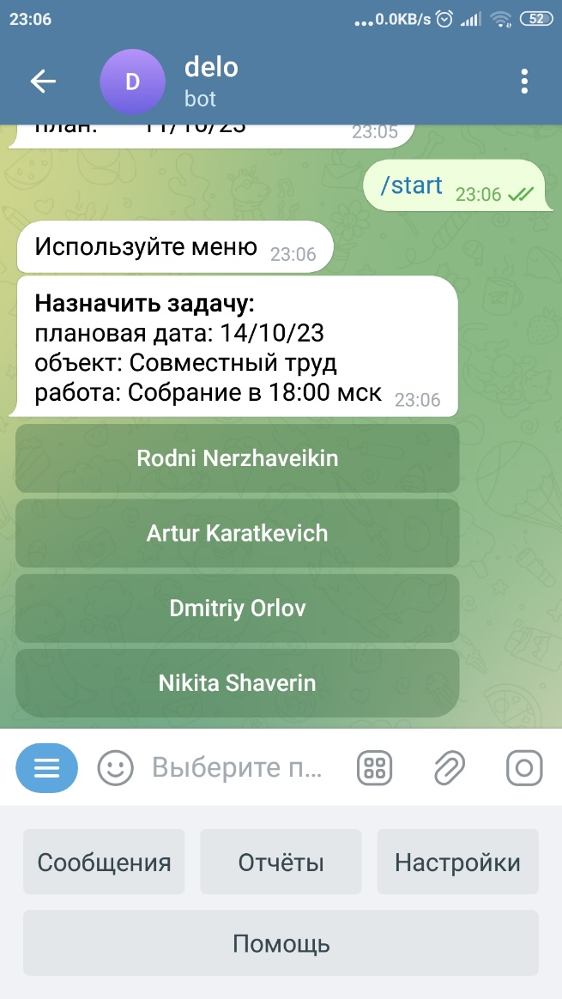 23:06
...0.0KB/s
52
D
delo
bot
план: 11/10/23
23:05
/start 23:06
Используйте меню 23:06
Назначить задачу:
плановая дата: 14/10/23
объект: Совместный труд
работа: Собрание в 18:00 мск 23:06
Rodni Nerzhaveikin
Artur Karatkevich
Dmitriy Orlov
Nikita Shaverin
Выберите п...
Сообщения
Отчёты
Настройки
Помощь